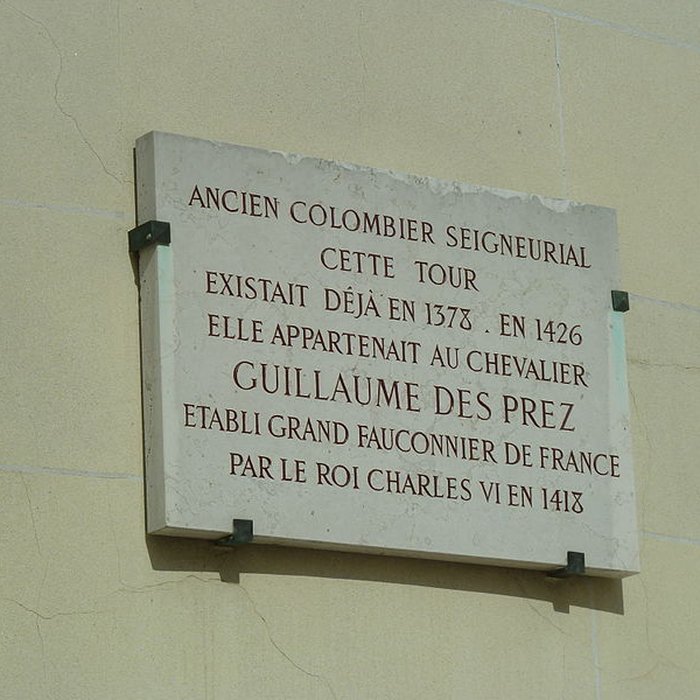 ANCIEN COLOMBIER SEIGNEURIAL
CETTE TOUR
EXISTAIT DÉJÀ EN 1378 . EN 1426
ELLE APPARTENAIT AU CHEVALIER
GUILLAUME DES PREZ
ETABLI GRAND FAUCONNIER DE FRANCE
PAR LE ROI CHARLES VI EN 1418